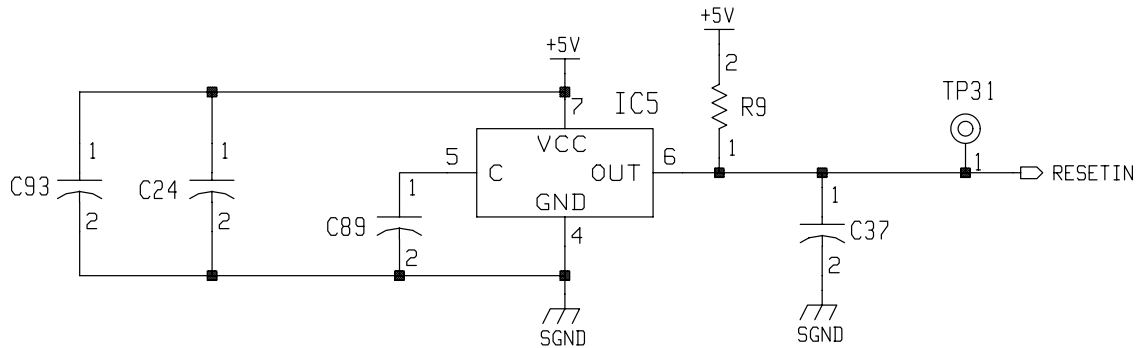 +5V
+5V
2
TP31
7
IC5
R9
1
1
VCC
1
5
6
1
C
OUT
RESETIN
C93
C24
1
GND
1
2
2
C89
4
C37
2
2
SGND
SGND